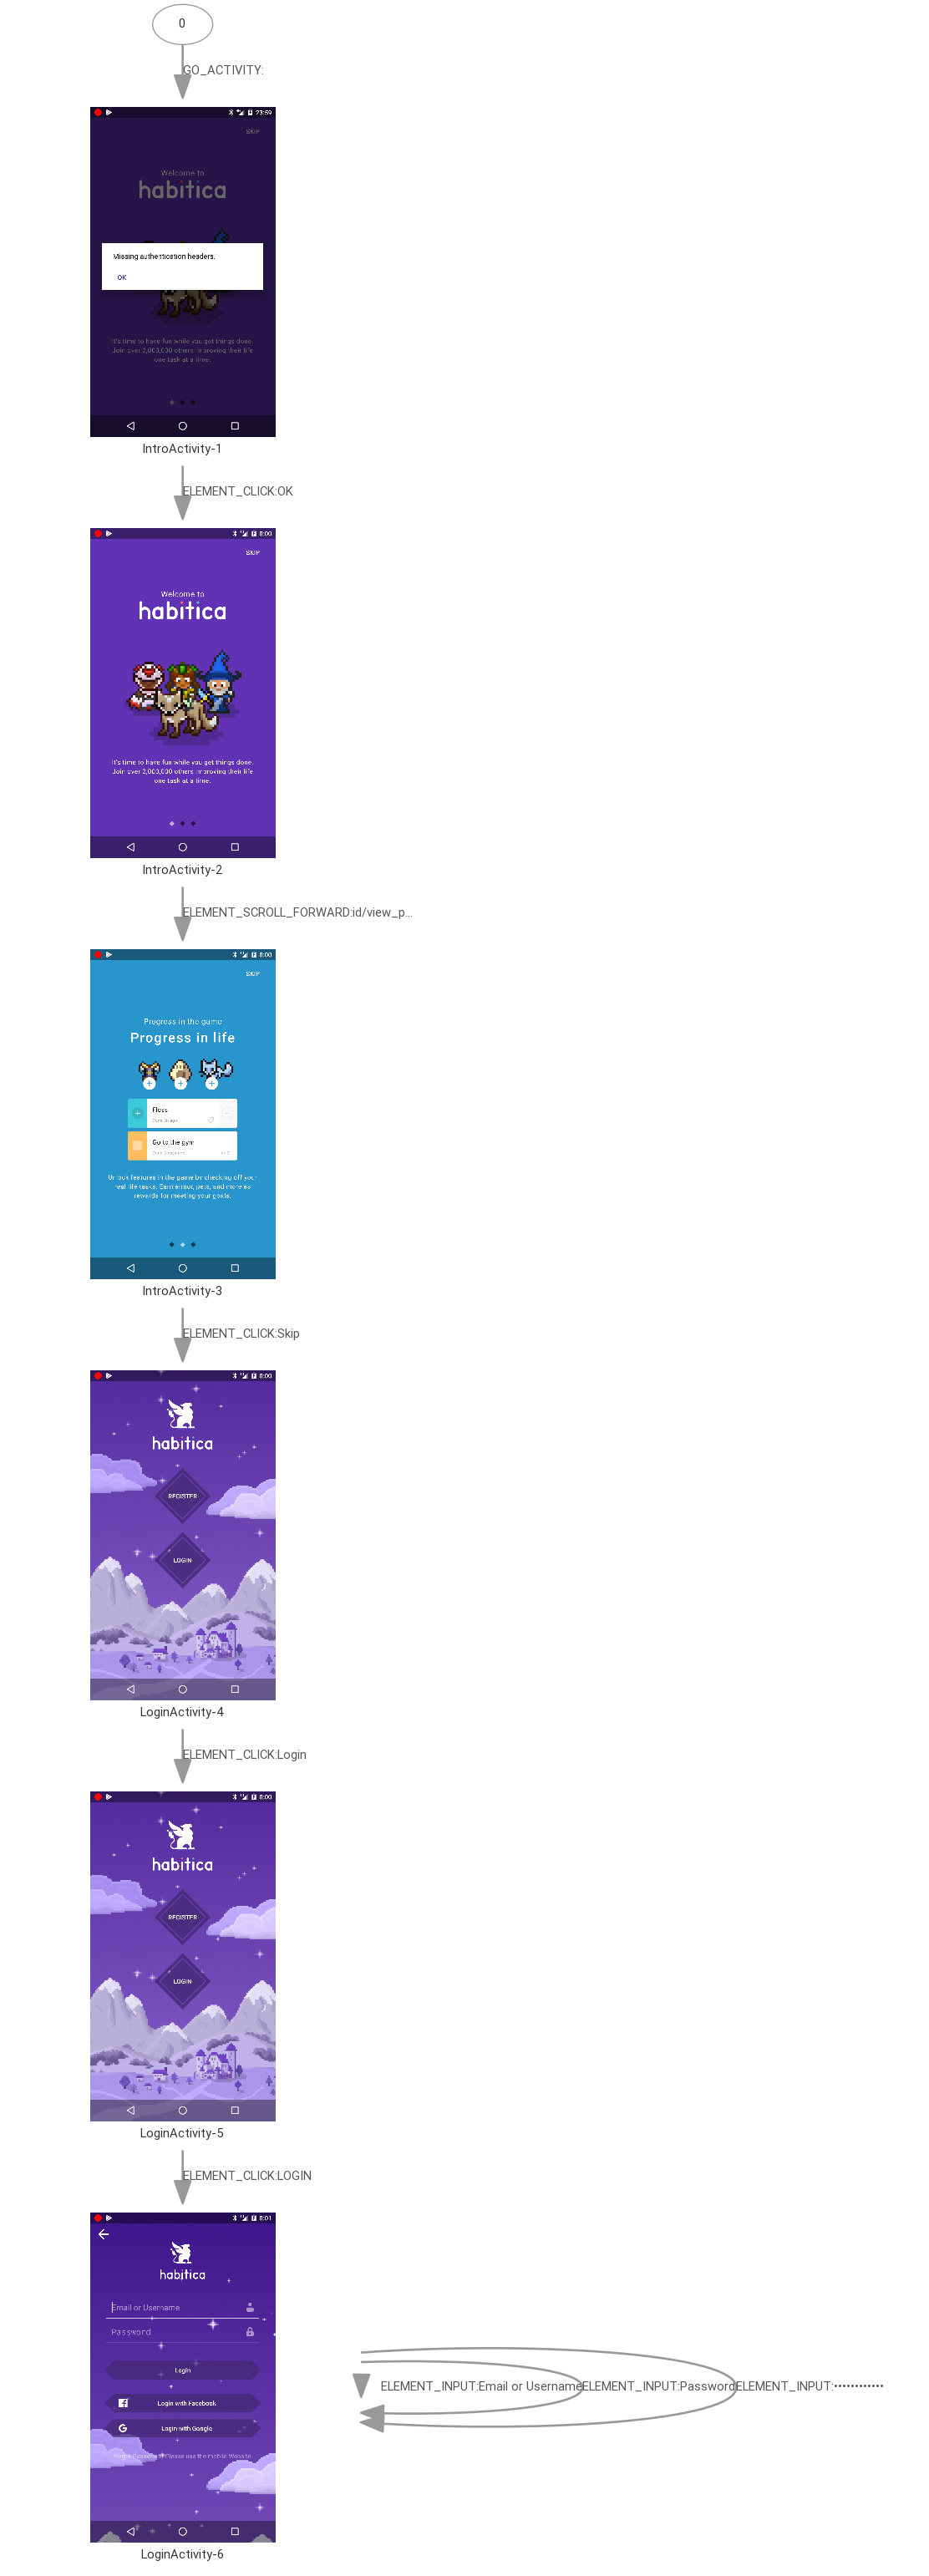 0
GO_ACTIVITY:
23:59
SKIP
Welcome to
habitica
Missing authentication headers.
OK
It's time to have fun while you get things done.
Join over 2,000,000 others improving their life
one task at a time.
IntroActivity-1
ELEMENT_CLICK:OK
8:00
SKIP
Welcome to
habitica
It's time to have fun while you get things done.
Join over 2,000,000 others improving their life
one task at a time.
IntroActivity-2
ELEMENT_SCROLL_FORWARD:id/view_p...
8:00
SKIP
Progress in the game
Progress in life
Floss
Go to the gym
Unlock features in the game by checking off your
real life tasks. Earn armor, pets, and more as
rewards for meeting your goals.
IntroActivity-3
ELEMENT_CLICK:Skip
8:00
habitica
REGISTER
LOGIN
LoginActivity-4
ELEMENT_CLICK:Login
8:00
habitica
REGISTER
LOGIN
LoginActivity-5
ELEMENT_CLICK:LOGIN
8:01
habitica
Email or Username
Password
Login
Login with Facebook
Login with Google
Please use the mobile Website
ELEMENT_INPUT:Email or Username
ELEMENT_INPUT:Password
ELEMENT_INPUT:••••••••••••
LoginActivity-6